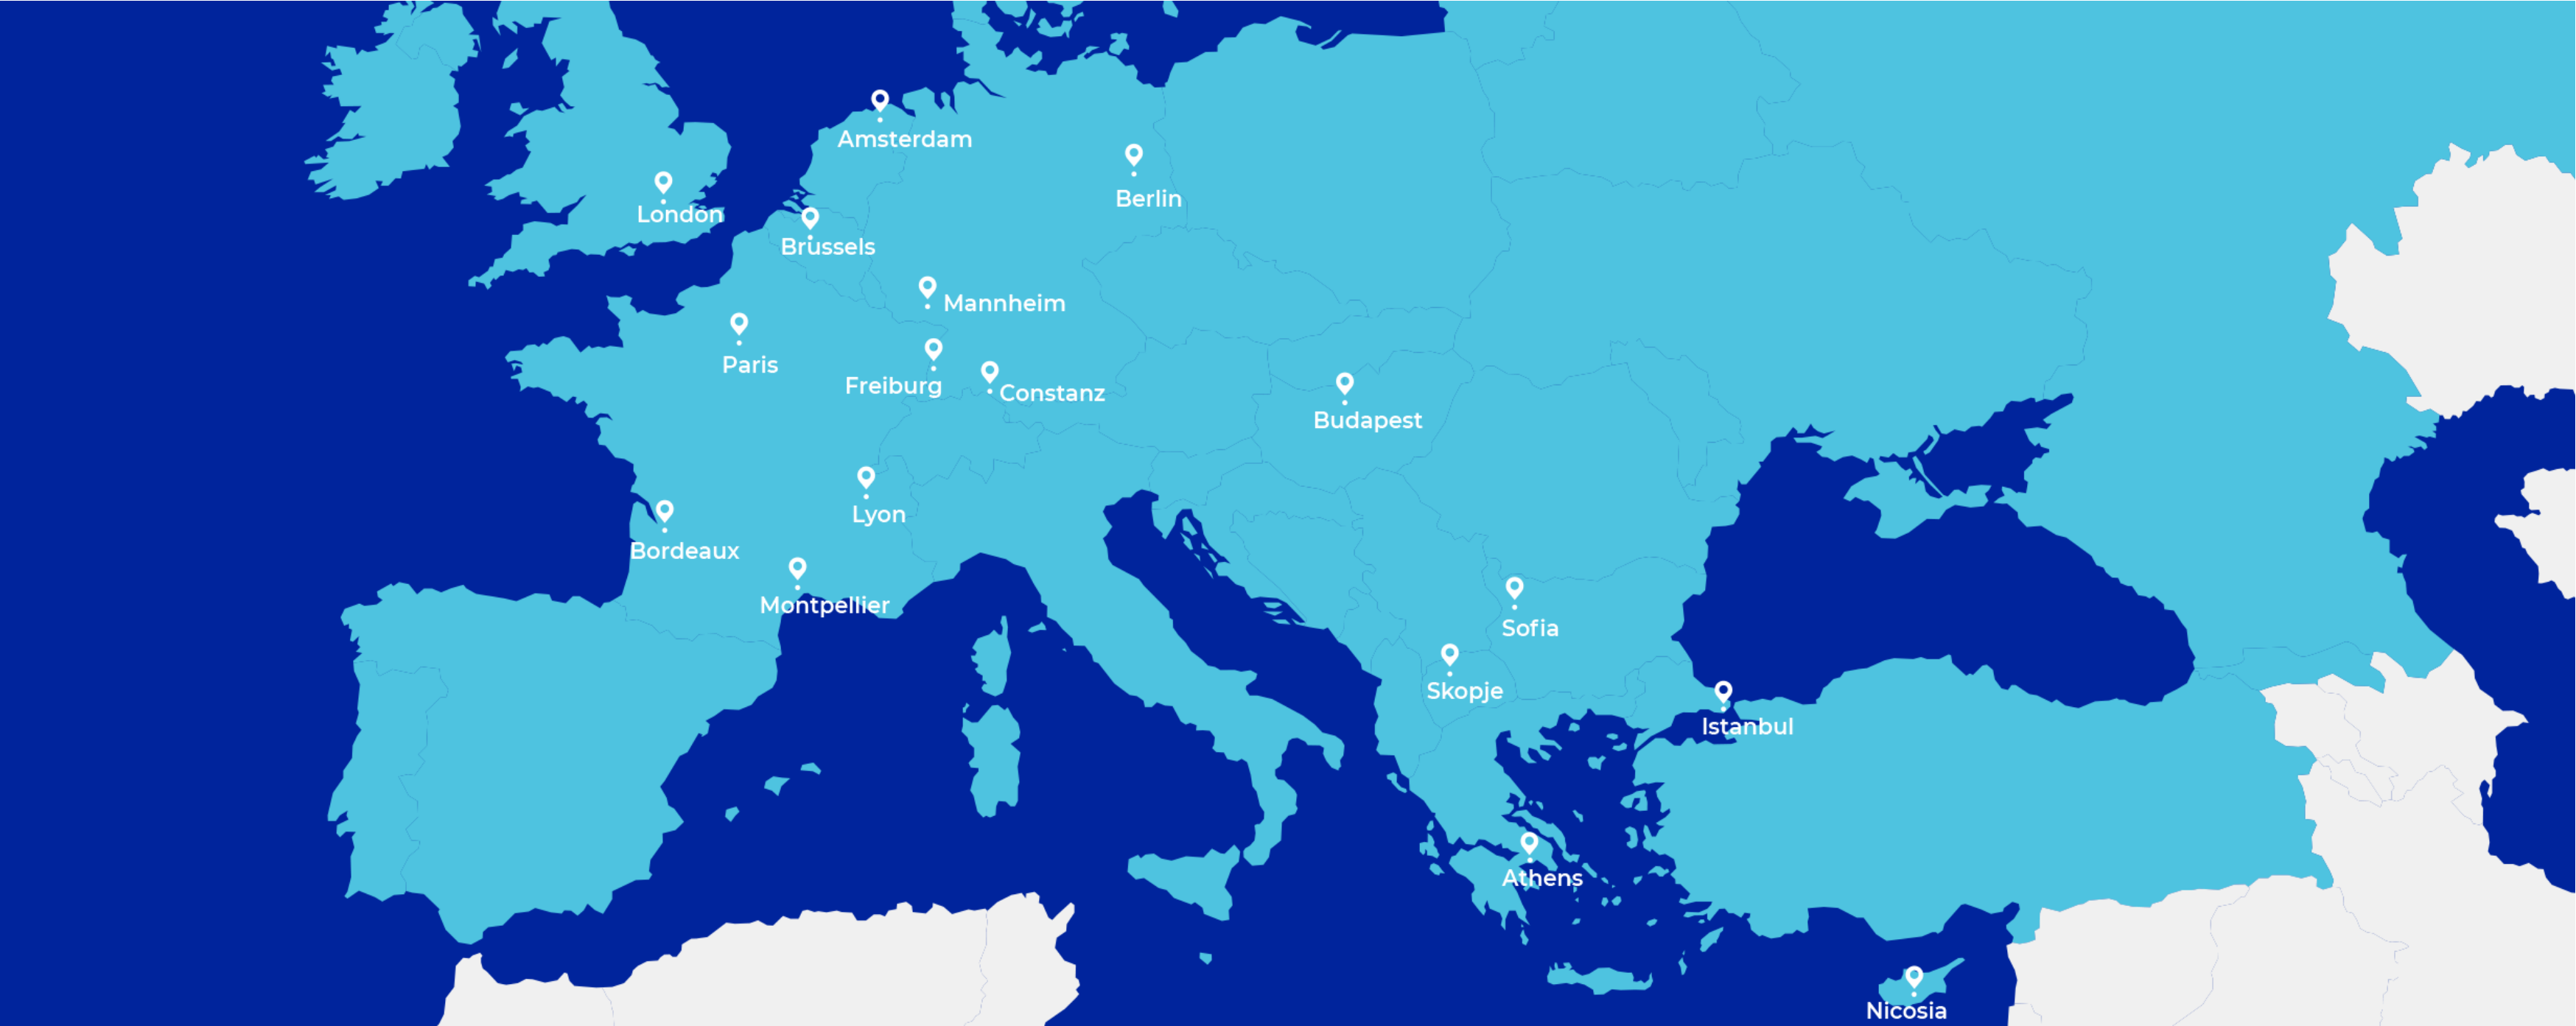 Amsterdam
Berlin
London
Brussels
Mannheim
Paris
Freiburg
Constanz
Budapest
Lyon
Bordeaux
Montpellier
Sofia
Skopje
Istanbul
Athens
Nicosia